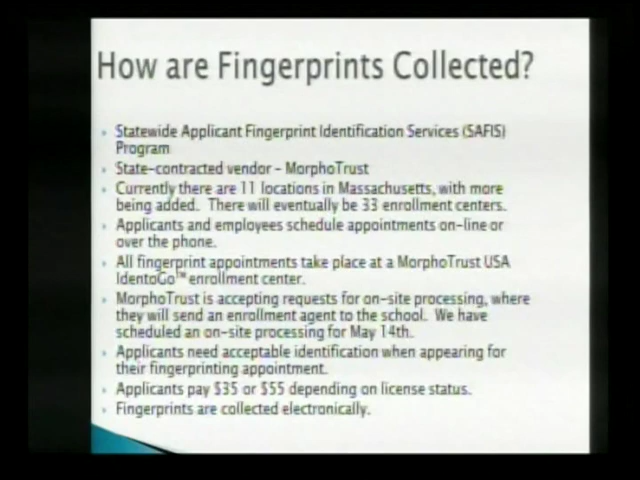 How are Fingerprints Collected?
Statewide Applicant Fingerprint Identification Services (SAFIS)
Program
State-contracted vendor - MorphoTrust
Currently there are 11 locations in Massachusetts, with more
being added. There will eventually be 33 enrollment centers.
Applicants and employees schedule appointments on-line or
over the phone.
All fingerprint appointments take place at a MorphoTrust USA
IdentoGo™ enrollment center.
MorphoTrust is accepting requests for on-site processing, where
they will send an enrollment agent to the school. We have
scheduled an on-site processing for May 14th.
Applicants need acceptable identification when appearing for
their fingerprinting appointment.
Applicants pay $35 or $55 depending on license status.
Fingerprints are collected electronically.